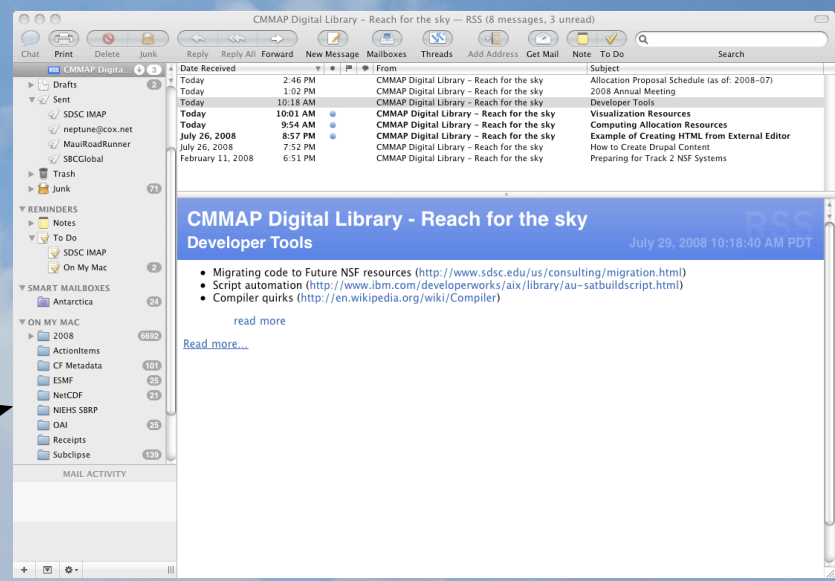 CMMAP Digital Library – Reach for the sky — RSS (8 messages, 3 unread)
Chat Print Delete Junk Reply Reply All Forward New Message Mailboxes Threads Add Address Get Mail Note To Do Search
RSS CMMAP Digita… 3
Drafts 2
Sent
SDSC IMAP
neptune@cox.net
MauiRoadRunner
SBCGlobal
Trash
Junk 71
REMINDERS
Notes
To Do
SDSC IMAP
On My Mac 2
SMART MAILBOXES
Antarctica 24
ON MY MAC
2008 6692
ActionItems
CF Metadata 101
ESMF 25
NetCDF 21
NIEHS SBRP
OAI 25
Receipts
Subclipse 139
MAIL ACTIVITY
Date Received From Subject
Today 2:46 PM CMMAP Digital Library – Reach for the sky Allocation Proposal Schedule (as of: 2008-07)
Today 1:02 PM CMMAP Digital Library – Reach for the sky 2008 Annual Meeting
Today 10:18 AM CMMAP Digital Library – Reach for the sky Developer Tools
Today 10:01 AM CMMAP Digital Library – Reach for the sky Visualization Resources
Today 9:54 AM CMMAP Digital Library – Reach for the sky Computing Allocation Resources
July 26, 2008 8:57 PM CMMAP Digital Library – Reach for the sky Example of Creating HTML from External Editor
July 26, 2008 7:52 PM CMMAP Digital Library – Reach for the sky How to Create Drupal Content
February 11, 2008 6:51 PM CMMAP Digital Library – Reach for the sky Preparing for Track 2 NSF Systems
CMMAP Digital Library - Reach for the sky
RSS
Developer Tools July 29, 2008 10:18:40 AM PDT
• Migrating code to Future NSF resources (http://www.sdsc.edu/us/consulting/migration.html)
• Script automation (http://www.ibm.com/developerworks/aix/library/au-satbuildscript.html)
• Compiler quirks (http://en.wikipedia.org/wiki/Compiler)
read more
Read more...